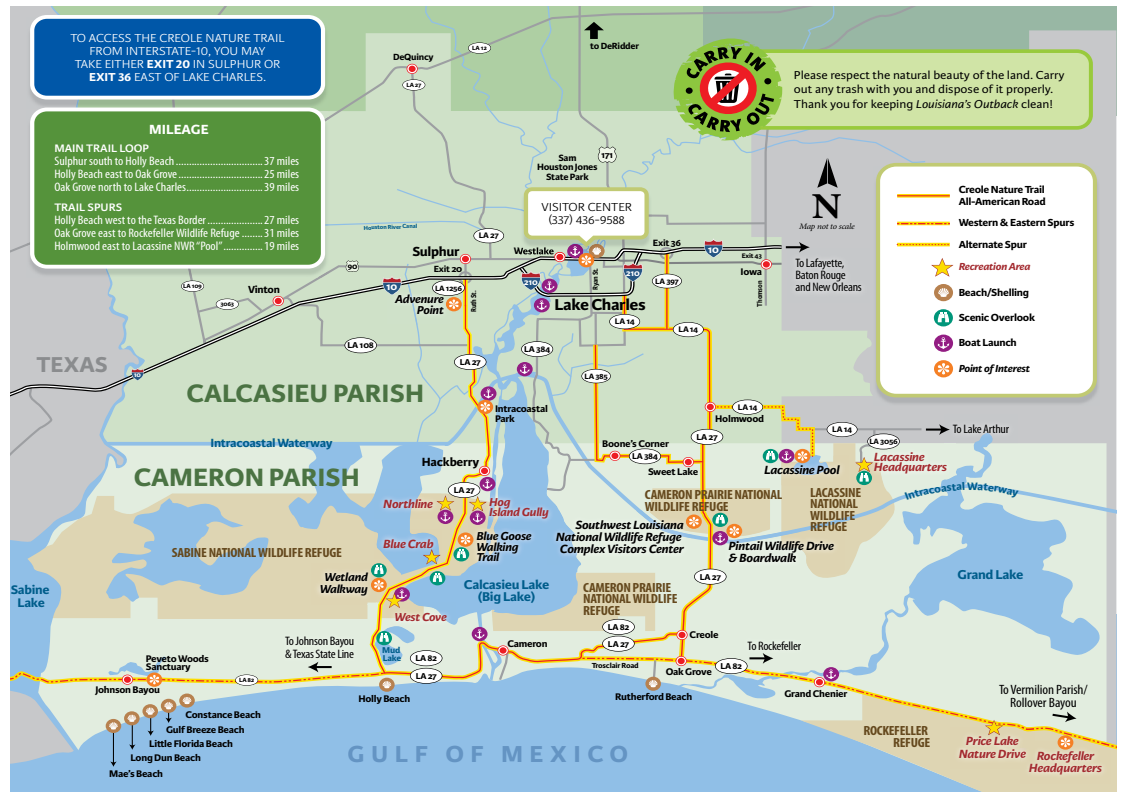 TO ACCESS THE CREOLE NATURE TRAIL
FROM INTERSTATE-10, YOU MAY
TAKE EITHER EXIT 20 IN SULPHUR OR
EXIT 36 EAST OF LAKE CHARLES.
MILEAGE
MAIN TRAIL LOOP
Sulphur south to Holly Beach ................................ 37 miles
Holly Beach east to Oak Grove ............................. 25 miles
Oak Grove north to Lake Charles ......................... 39 miles
TRAIL SPURS
Holly Beach west to the Texas Border .................. 27 miles
Oak Grove east to Rockefeller Wildlife Refuge ....... 31 miles
Holmwood east to Lacassine NWR "Pool" .............. 19 miles
to DeRidder
CARRY IN
CARRY OUT
Please respect the natural beauty of the land. Carry
out any trash with you and dispose of it properly.
Thank you for keeping Louisiana's Outback clean!
N
Map not to scale
Creole Nature Trail
All-American Road
Western & Eastern Spurs
Alternate Spur
Recreation Area
Beach/Shelling
Scenic Overlook
Boat Launch
Point of Interest
LA 12
DeQuincy
LA 27
171
Sam
Houston Jones
State Park
VISITOR CENTER
(337) 436-9588
Houston River Canal
LA 27
Sulphur
Exit 20
Westlake
Exit 36
10
Exit 43
Iowa
Thomson
To Lafayette,
Baton Rouge
and New Orleans
90
10
210
210
Ryan St.
LA 397
LA 109
3063
Vinton
LA 1256
Ruth St.
Advenure
Point
Lake Charles
LA 14
LA 14
LA 108
LA 27
LA 384
LA 385
TEXAS
10
CALCASIEU PARISH
Intracoastal
Park
LA 14
Holmwood
LA 14
To Lake Arthur
LA 3056
Intracoastal Waterway
CAMERON PARISH
Hackberry
LA 27
Boone's Corner
LA 384
Sweet Lake
LA 27
Lacassine Pool
Lacassine
Headquarters
Intracoastal Waterway
Northline
Hog
Island Gully
CAMERON PRAIRIE NATIONAL
WILDLIFE REFUGE
LACASSINE
NATIONAL
WILDLIFE
REFUGE
Southwest Louisiana
National Wildlife Refuge
Complex Visitors Center
Pintail Wildlife Drive
& Boardwalk
SABINE NATIONAL WILDLIFE REFUGE
Blue Crab
Blue Goose
Walking
Trail
Wetland
Walkway
Calcasieu Lake
(Big Lake)
CAMERON PRAIRIE
NATIONAL WILDLIFE
REFUGE
LA 27
Grand Lake
Sabine
Lake
West Cove
Mud
Lake
To Johnson Bayou
& Texas State Line
LA 82
LA 27
Cameron
LA 82
LA 27
Creole
Trosclair Road
Oak Grove
To Rockefeller
LA 82
Peveto Woods
Sanctuary
Johnson Bayou
LA 82
Holly Beach
Rutherford Beach
Grand Chenier
To Vermilion Parish/
Rollover Bayou
Constance Beach
Gulf Breeze Beach
Little Florida Beach
Long Dun Beach
Mae's Beach
GULF OF MEXICO
ROCKEFELLER
REFUGE
Price Lake
Nature Drive
Rockefeller
Headquarters